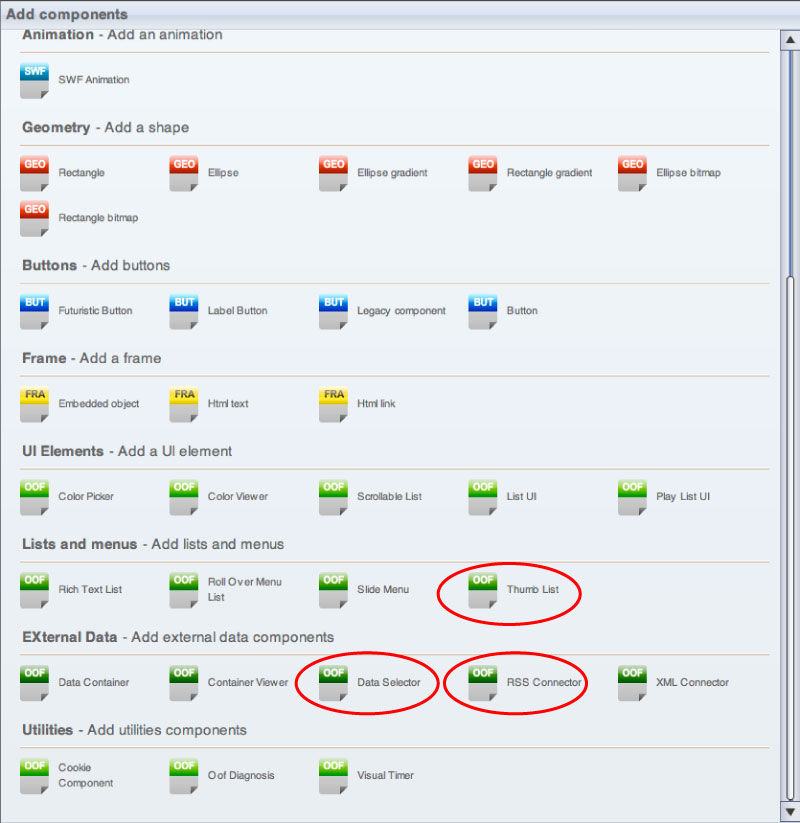 Add components
Animation - Add an animation
SWF SWF Animation
Geometry - Add a shape
GEO Rectangle GEO Ellipse GEO Ellipse gradient GEO Rectangle gradient GEO Ellipse bitmap
GEO Rectangle bitmap
Buttons - Add buttons
BUT Futuristic Button BUT Label Button BUT Legacy component BUT Button
Frame - Add a frame
FRA Embedded object FRA Html text FRA Html link
UI Elements - Add a UI element
OOF Color Picker OOF Color Viewer OOF Scrollable List OOF List UI OOF Play List UI
Lists and menus - Add lists and menus
OOF Rich Text List OOF Roll Over Menu List OOF Slide Menu OOF Thumb List
EXternal Data - Add external data components
OOF Data Container OOF Container Viewer OOF Data Selector OOF RSS Connector OOF XML Connector
Utilities - Add utilities components
OOF Cookie Component OOF Oof Diagnosis OOF Visual Timer